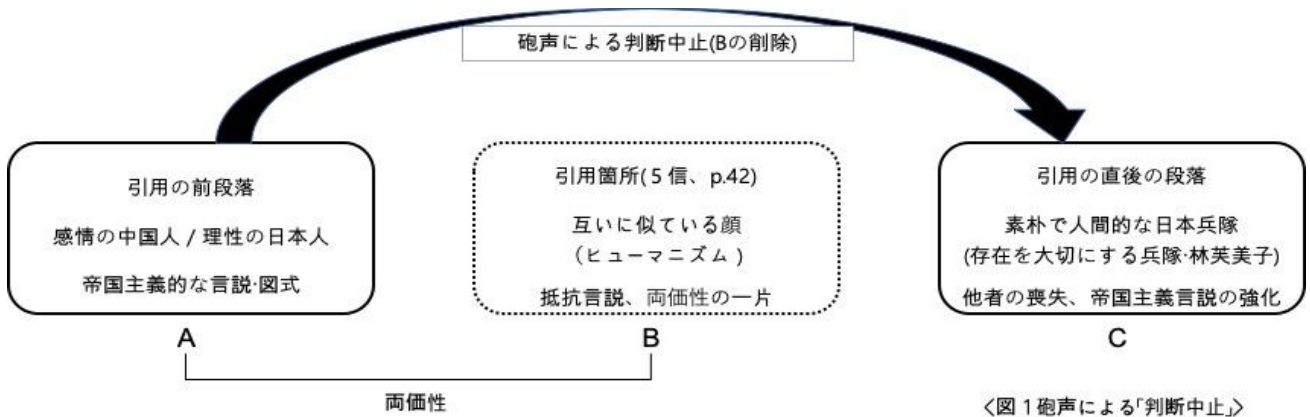 砲声による判断中止(Bの削除)
引用の前段落
感情の中国人 / 理性の日本人
帝国主義的な言説·図式
A
引用箇所(5信、p.42)
互いに似ている顔
(ヒューマニズム)
抵抗言説、両価性の一片
B
引用の直後の段落
素朴で人間的な日本兵隊
(存在を大切にする兵隊·林芙美子)
他者の喪失、帝国主義言説の強化
C
両価性
〈図1砲声による｢判断中止｣〉